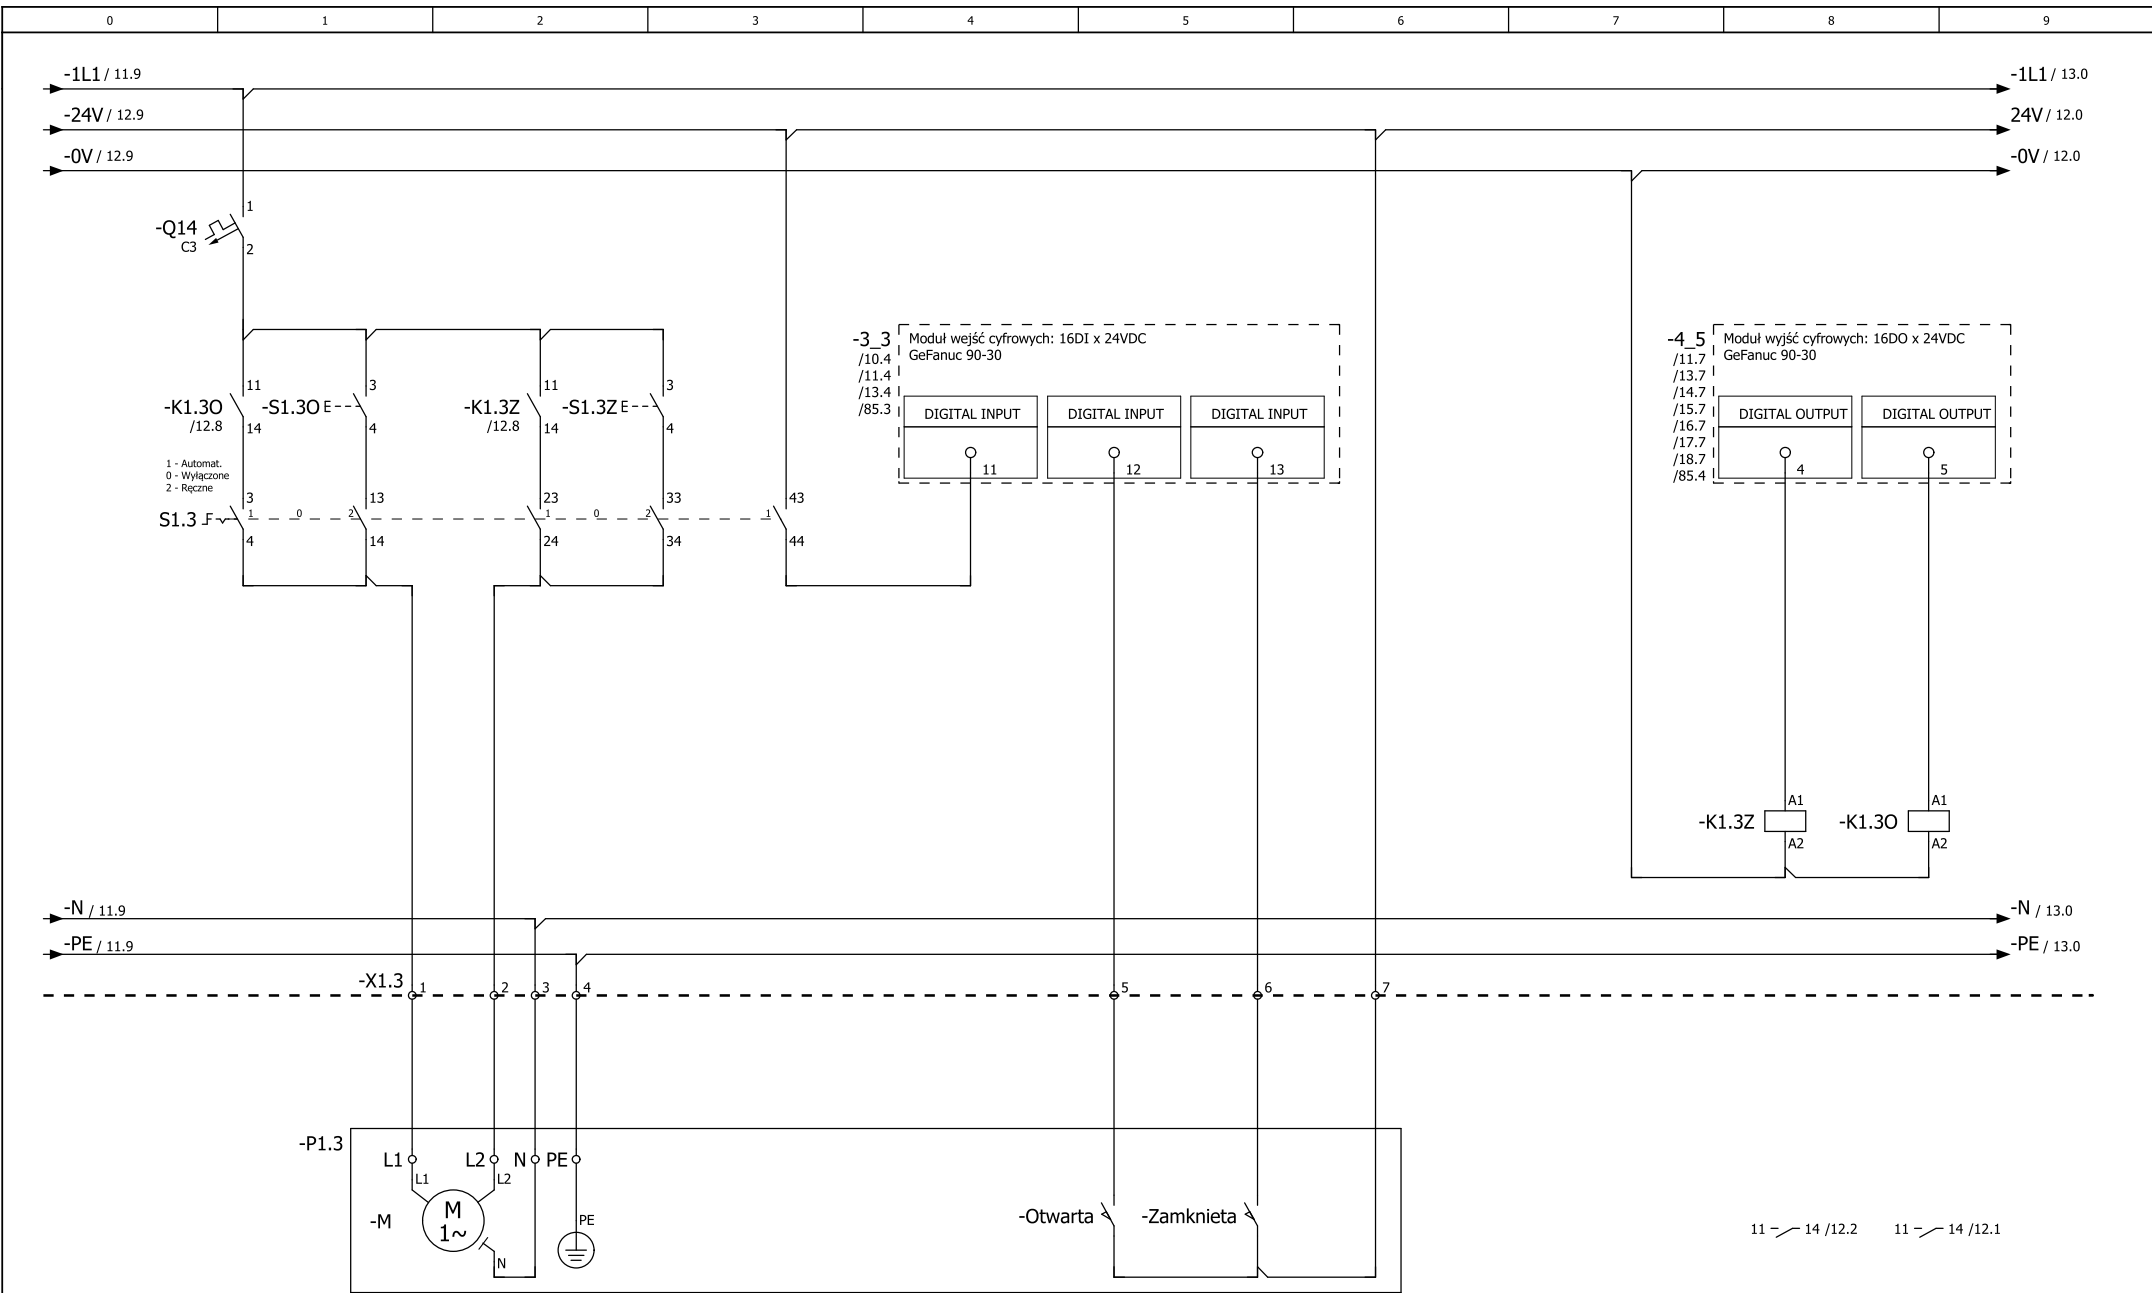 0 1 2 3 4 5 6 7 8 9
-1L1 / 11.9 -1L1 / 13.0
-24V / 12.9 24V / 12.0
-0V / 12.9 -0V / 12.0
1
-Q14
C3
2
-3_3 Moduł wejść cyfrowych: 16DI x 24VDC
/10.4 GeFanuc 90-30
/11.4
/13.4
/85.3
DIGITAL INPUT DIGITAL INPUT DIGITAL INPUT
11 12 13
-4_5 Moduł wyjść cyfrowych: 16DO x 24VDC
/11.7 GeFanuc 90-30
/13.7
/14.7
/15.7
/16.7
/17.7
/18.7
/85.4
DIGITAL OUTPUT DIGITAL OUTPUT
4 5
11 3 11 3
-K1.3O -S1.3O E -K1.3Z -S1.3Z E
/12.8 /12.8
14 4 14 4
1 - Automat.
0 - Wyłączone
2 - Ręczne
3 13 23 33 43
S1.3 1 0 2 1 0 2 1
4 14 24 34 44
A1 A1
-K1.3Z -K1.3O
A2 A2
-N / 11.9 -N / 13.0
-PE / 11.9 -PE / 13.0
-X1.3 1 2 3 4 5 6 7
-P1.3
L1 L2 N PE
L1 L2
-M M
1~
PE
N
-Otwarta -Zamknieta
11 14 /12.2 11 14 /12.1